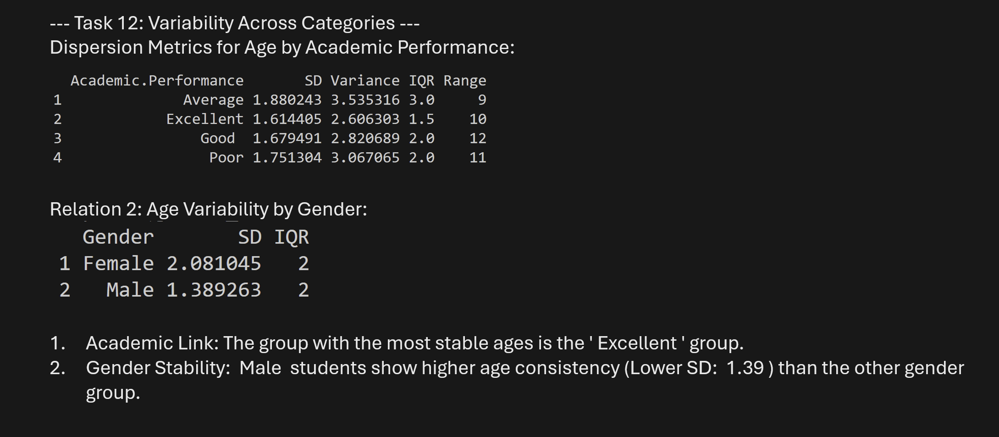 --- Task 12: Variability Across Categories ---
Dispersion Metrics for Age by Academic Performance:
Academic.Performance SD Variance IQR Range
1 Average 1.880243 3.535316 3.0 9
2 Excellent 1.614405 2.606303 1.5 10
3 Good 1.679491 2.820689 2.0 12
4 Poor 1.751304 3.067065 2.0 11
Relation 2: Age Variability by Gender:
Gender SD IQR
1 Female 2.081045 2
2 Male 1.389263 2
1. Academic Link: The group with the most stable ages is the ' Excellent ' group.
2. Gender Stability: Male students show higher age consistency (Lower SD: 1.39 ) than the other gender
group.